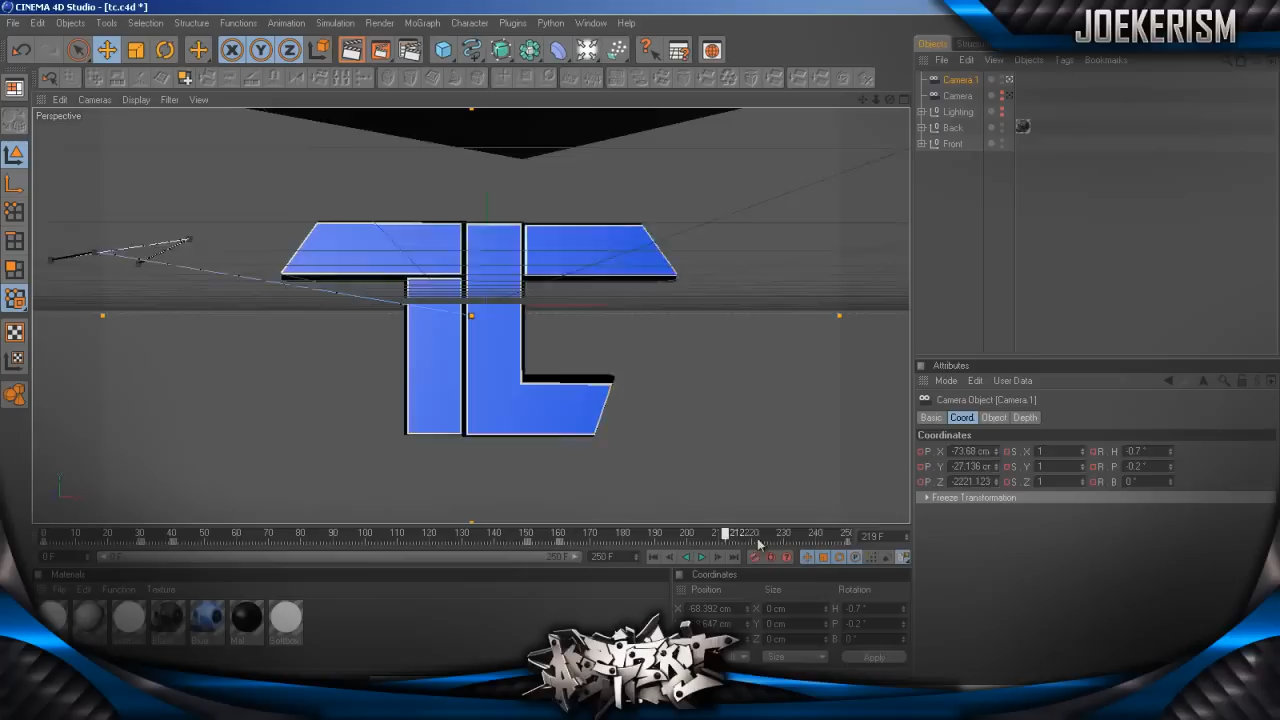 CINEMA 4D Studio - [tc.c4d *]
JOEKERISM
File Edit Objects Tools Selection Structure Functions Animation Simulation Render MoGraph Character Plugins Python Window Help
Objects
File Edit View Objects Tags Bookmarks
Edit Cameras Display Filter View
Perspective
Camera.1
Camera
Lighting
Back
Front
Attributes
Mode Edit User Data
Camera Object [Camera.1]
Basic Coord. Object Depth
Coordinates
P . X -73.68 cm S . X 1 R . H -0.7 °
P . Y -27.136 cr S . Y 1 R . P -0.2 °
P . Z -2221.123 S . Z 1 R . B 0 °
Freeze Transformation
0 10 20 30 40 50 60 70 80 90 100 110 120 130 140 150 160 170 180 190 200 212220 230 240 219 F
0 F 0 F 250 F 250 F
Materials
File Edit Function Texture
Blue Mat Softbox
Coordinates
Position Size Rotation
X -68.392 cm X 0 cm H -0.7 °
Y 0 cm P -0.2 °
Z 0 cm B 0 °
Size Apply